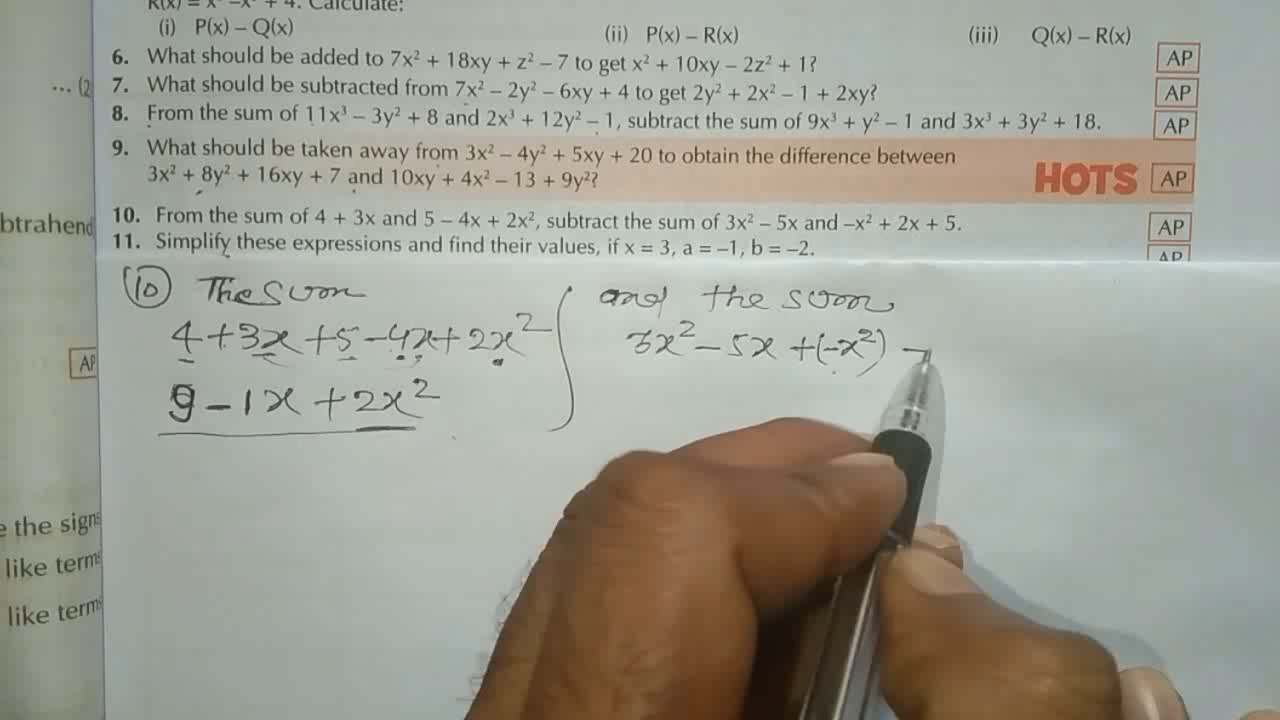 (i) P(x) – Q(x) (ii) P(x) – R(x) (iii) Q(x) – R(x)
6. What should be added to 7x² + 18xy + z² – 7 to get x² + 10xy – 2z² + 1? AP
... (2
7. What should be subtracted from 7x² – 2y² – 6xy + 4 to get 2y² + 2x² – 1 + 2xy? AP
8. From the sum of 11x³ – 3y² + 8 and 2x³ + 12y² – 1, subtract the sum of 9x³ + y² – 1 and 3x³ + 3y² + 18. AP
9. What should be taken away from 3x² – 4y² + 5xy + 20 to obtain the difference between
3x² + 8y² + 16xy + 7 and 10xy + 4x² – 13 + 9y²? HOTS AP
btrahend
10. From the sum of 4 + 3x and 5 – 4x + 2x², subtract the sum of 3x² – 5x and –x² + 2x + 5. AP
11. Simplify these expressions and find their values, if x = 3, a = –1, b = –2.
AP
10 The Sum
4+3x+5-4x+2x²
9-1x+2x²
and the sum
3x²-5x+(-x²)
AP
e the signs
like terms
like terms